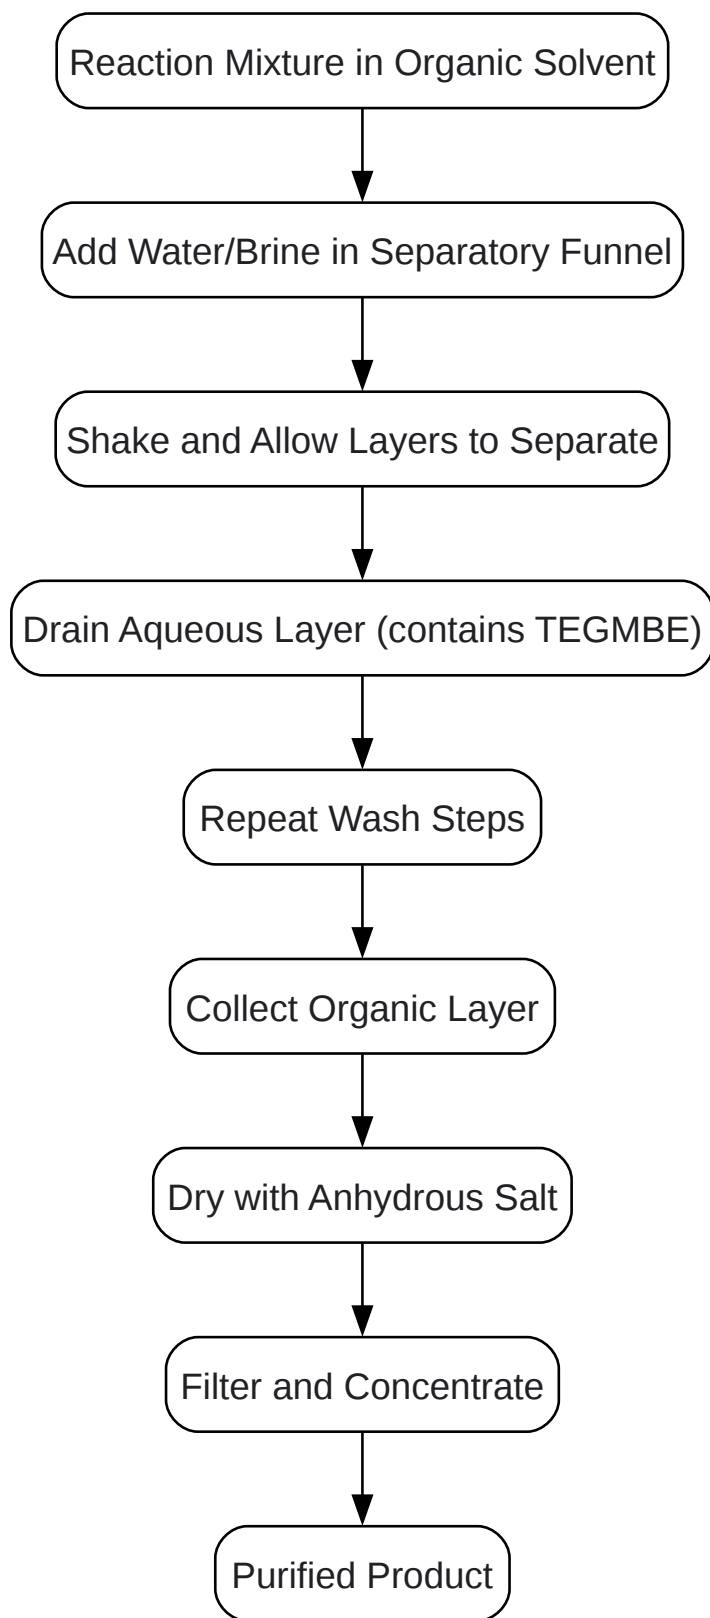 Reaction Mixture in Organic Solvent
Add Water/Brine in Separatory Funnel
Shake and Allow Layers to Separate
Drain Aqueous Layer (contains TEGMBE)
Repeat Wash Steps
Collect Organic Layer
Dry with Anhydrous Salt
Filter and Concentrate
Purified Product